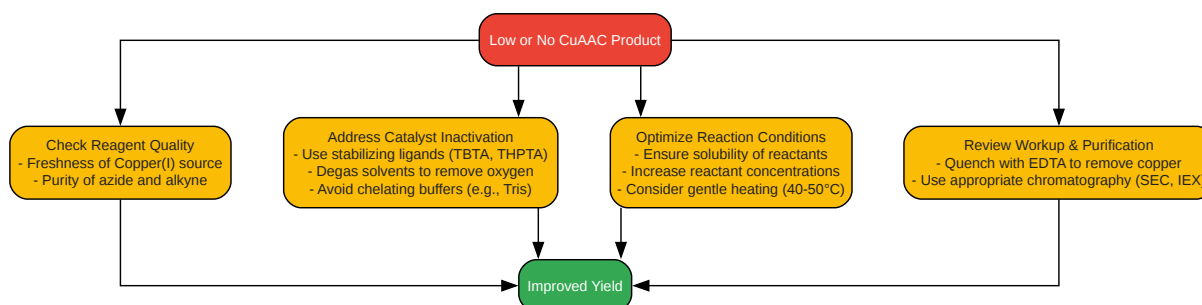 Low or No CuAAC Product
Check Reagent Quality
- Freshness of Copper(I) source
- Purity of azide and alkyne
Address Catalyst Inactivation
- Use stabilizing ligands (TBTA, THPTA)
- Degas solvents to remove oxygen
- Avoid chelating buffers (e.g., Tris)
Optimize Reaction Conditions
- Ensure solubility of reactants
- Increase reactant concentrations
- Consider gentle heating (40-50°C)
Review Workup & Purification
- Quench with EDTA to remove copper
- Use appropriate chromatography (SEC, IEX)
Improved Yield